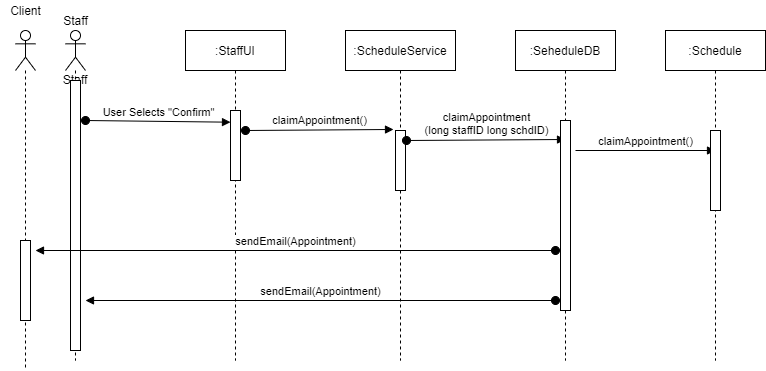 Client
Staff
Staff
:StaffUI
:ScheduleService
:SeheduleDB
:Schedule
User Selects "Confirm"
claimAppointment()
claimAppointment
(long staffID long schdID)
claimAppointment()
sendEmail(Appointment)
sendEmail(Appointment)